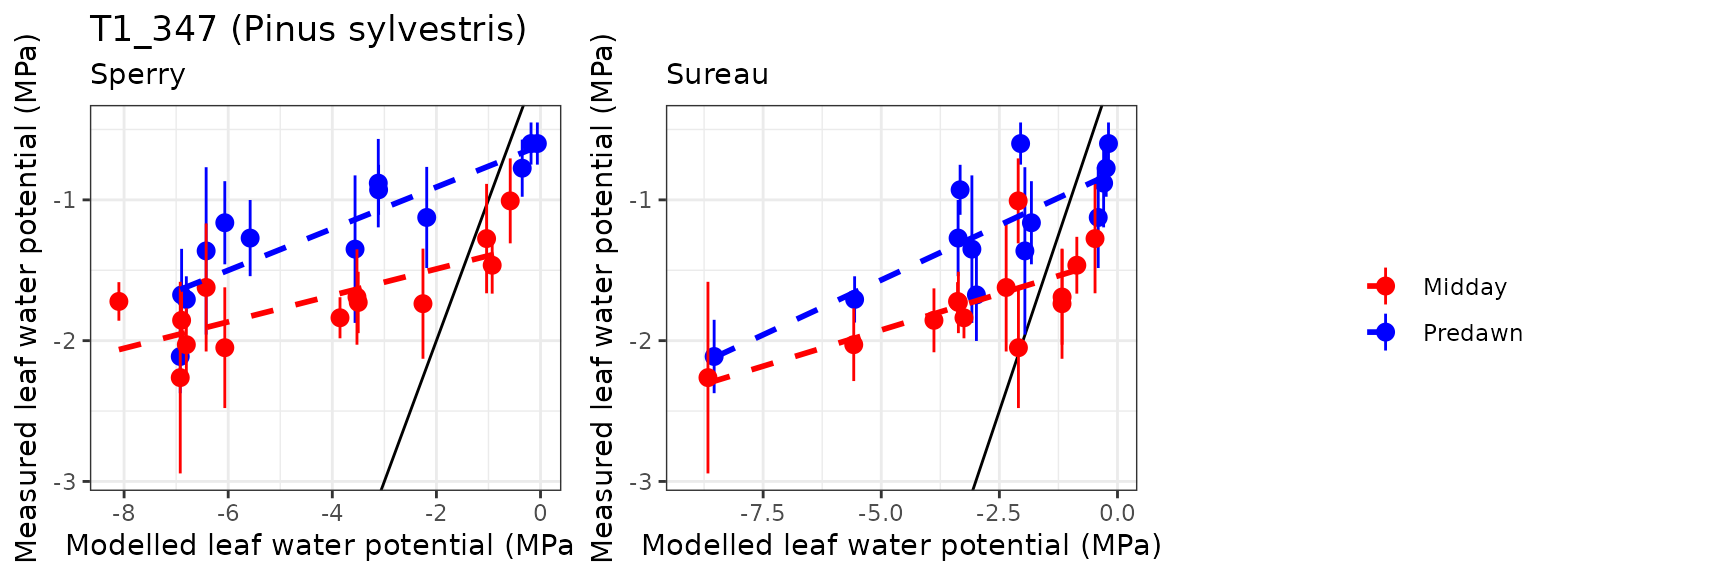 T1_347 (Pinus sylvestris)
Sperry
Measured leaf water potential (MPa)
-1
-2
-3
-8
-6
-4
-2
0
Modelled leaf water potential (MPa
Sureau
Measured leaf water potential (MPa)
-1
-2
-3
-7.5
-5.0
-2.5
0.0
Modelled leaf water potential (MPa)
Midday
Predawn